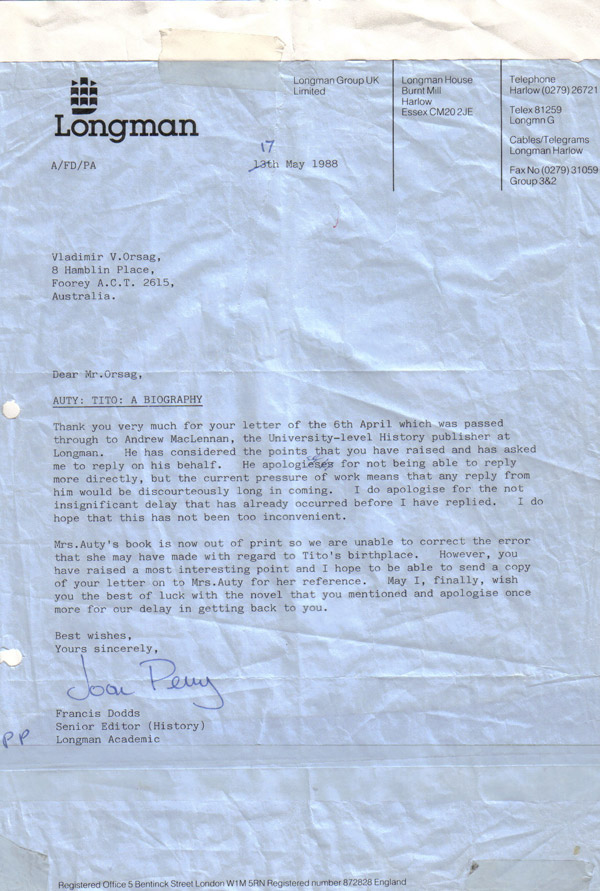 Longman
Longman Group UK
Limited
Longman House
Burnt Mill
Harlow
Essex CM20 2JE
Telephone
Harlow (0279) 26721
Telex 81259
Longmn G
Cables/Telegrams
Longman Harlow
Fax No (0279) 31059
Group 3&2
A/FD/PA
17
13th May 1988
Vladimir V.Orsag,
8 Hamblin Place,
Foorey A.C.T. 2615,
Australia.
Dear Mr.Orsag,
AUTY: TITO: A BIOGRAPHY
Thank you very much for your letter of the 6th April which was passed
through to Andrew MacLennan, the University-level History publisher at
Longman. He has considered the points that you have raised and has asked
me to reply on his behalf. He apologises for not being able to reply
more directly, but the current pressure of work means that any reply from
him would be discourteously long in coming. I do apologise for the not
insignificant delay that has already occurred before I have replied. I do
hope that this has not been too inconvenient.
Mrs.Auty's book is now out of print so we are unable to correct the error
that she may have made with regard to Tito's birthplace. However, you
have raised a most interesting point and I hope to be able to send a copy
of your letter on to Mrs.Auty for her reference. May I, finally, wish
you the best of luck with the novel that you mentioned and apologise once
more for our delay in getting back to you.
Best wishes,
Yours sincerely,
Joan Perry
Francis Dodds
Senior Editor (History)
PP Longman Academic
Registered Office 5 Bentinck Street London W1M 5RN Registered number 872828 England